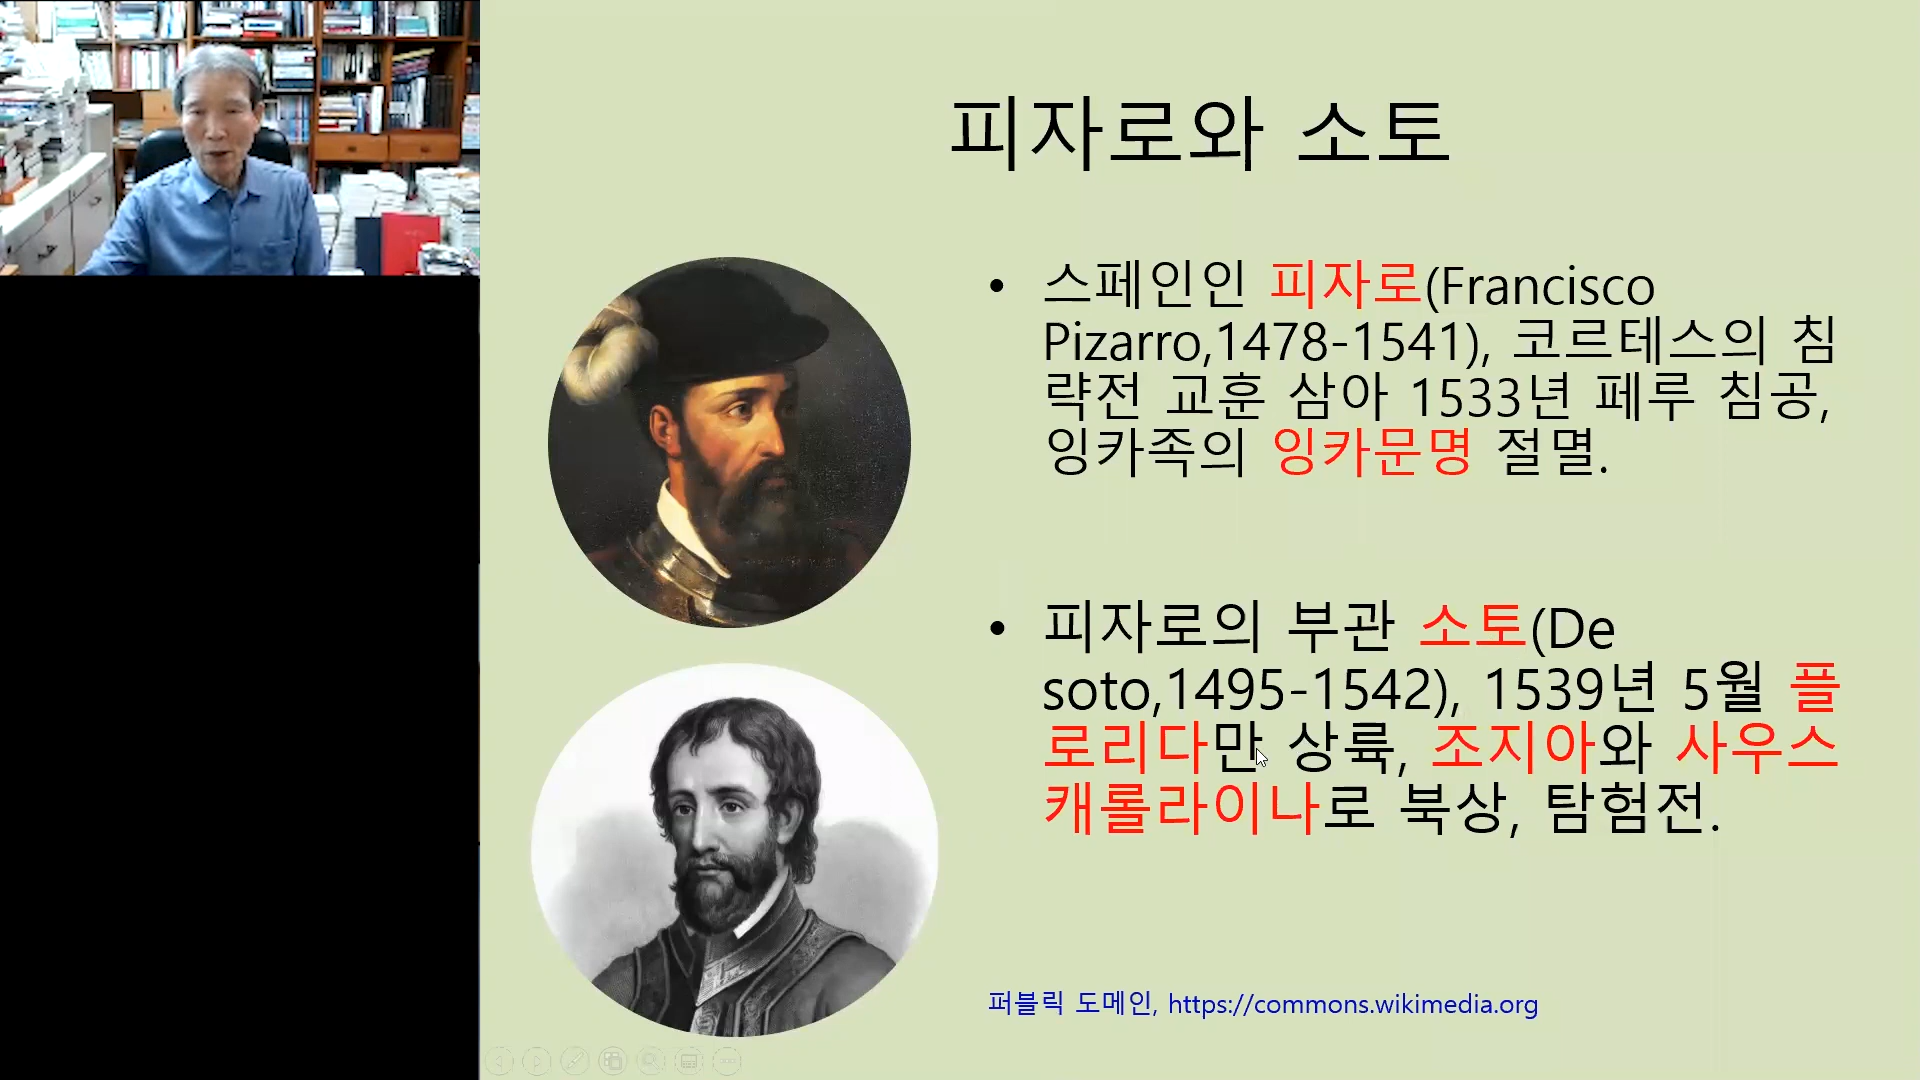 피자로와 소토
• 스페인인 피자로(Francisco
Pizarro,1478-1541), 코르테스의 침
략전 교훈 삼아 1533년 페루 침공,
잉카족의 잉카문명 절멸.
• 피자로의 부관 소토(De
soto,1495-1542), 1539년 5월 플
로리다만 상륙, 조지아와 사우스
캐롤라이나로 북상, 탐험전.
퍼블릭 도메인, https://commons.wikimedia.org